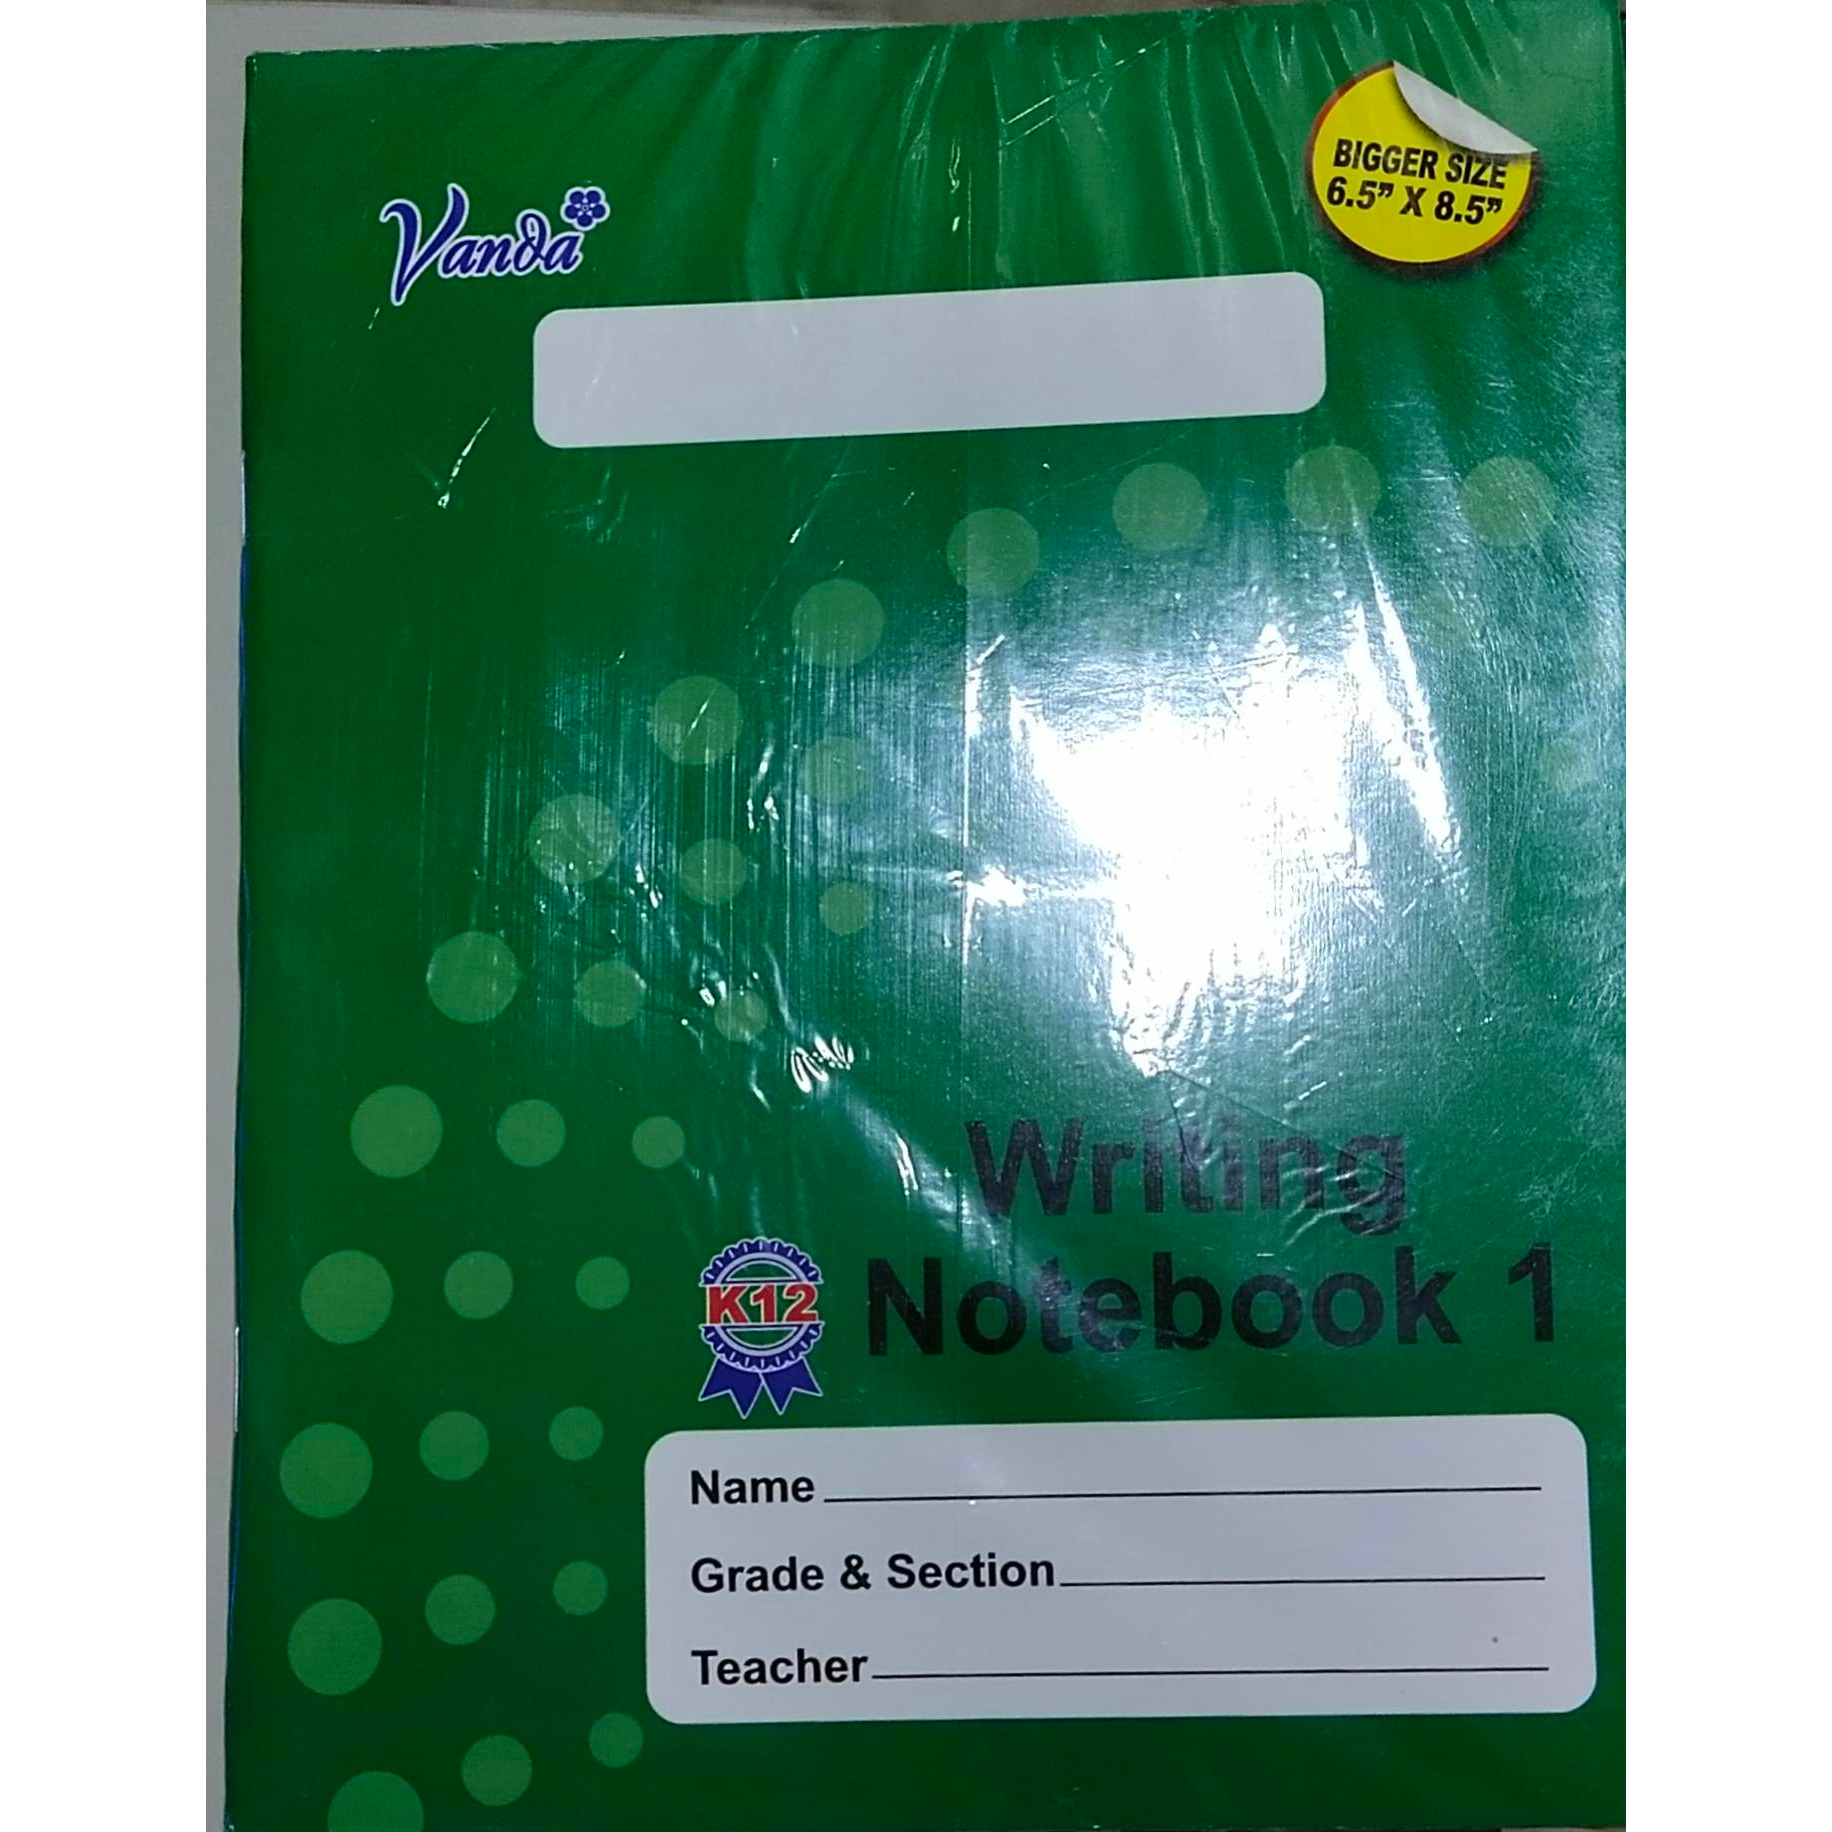 Vanda
BIGGER SIZE
6.5” X 8.5”
Writing
Notebook 1
K12
Name
Grade & Section
Teacher